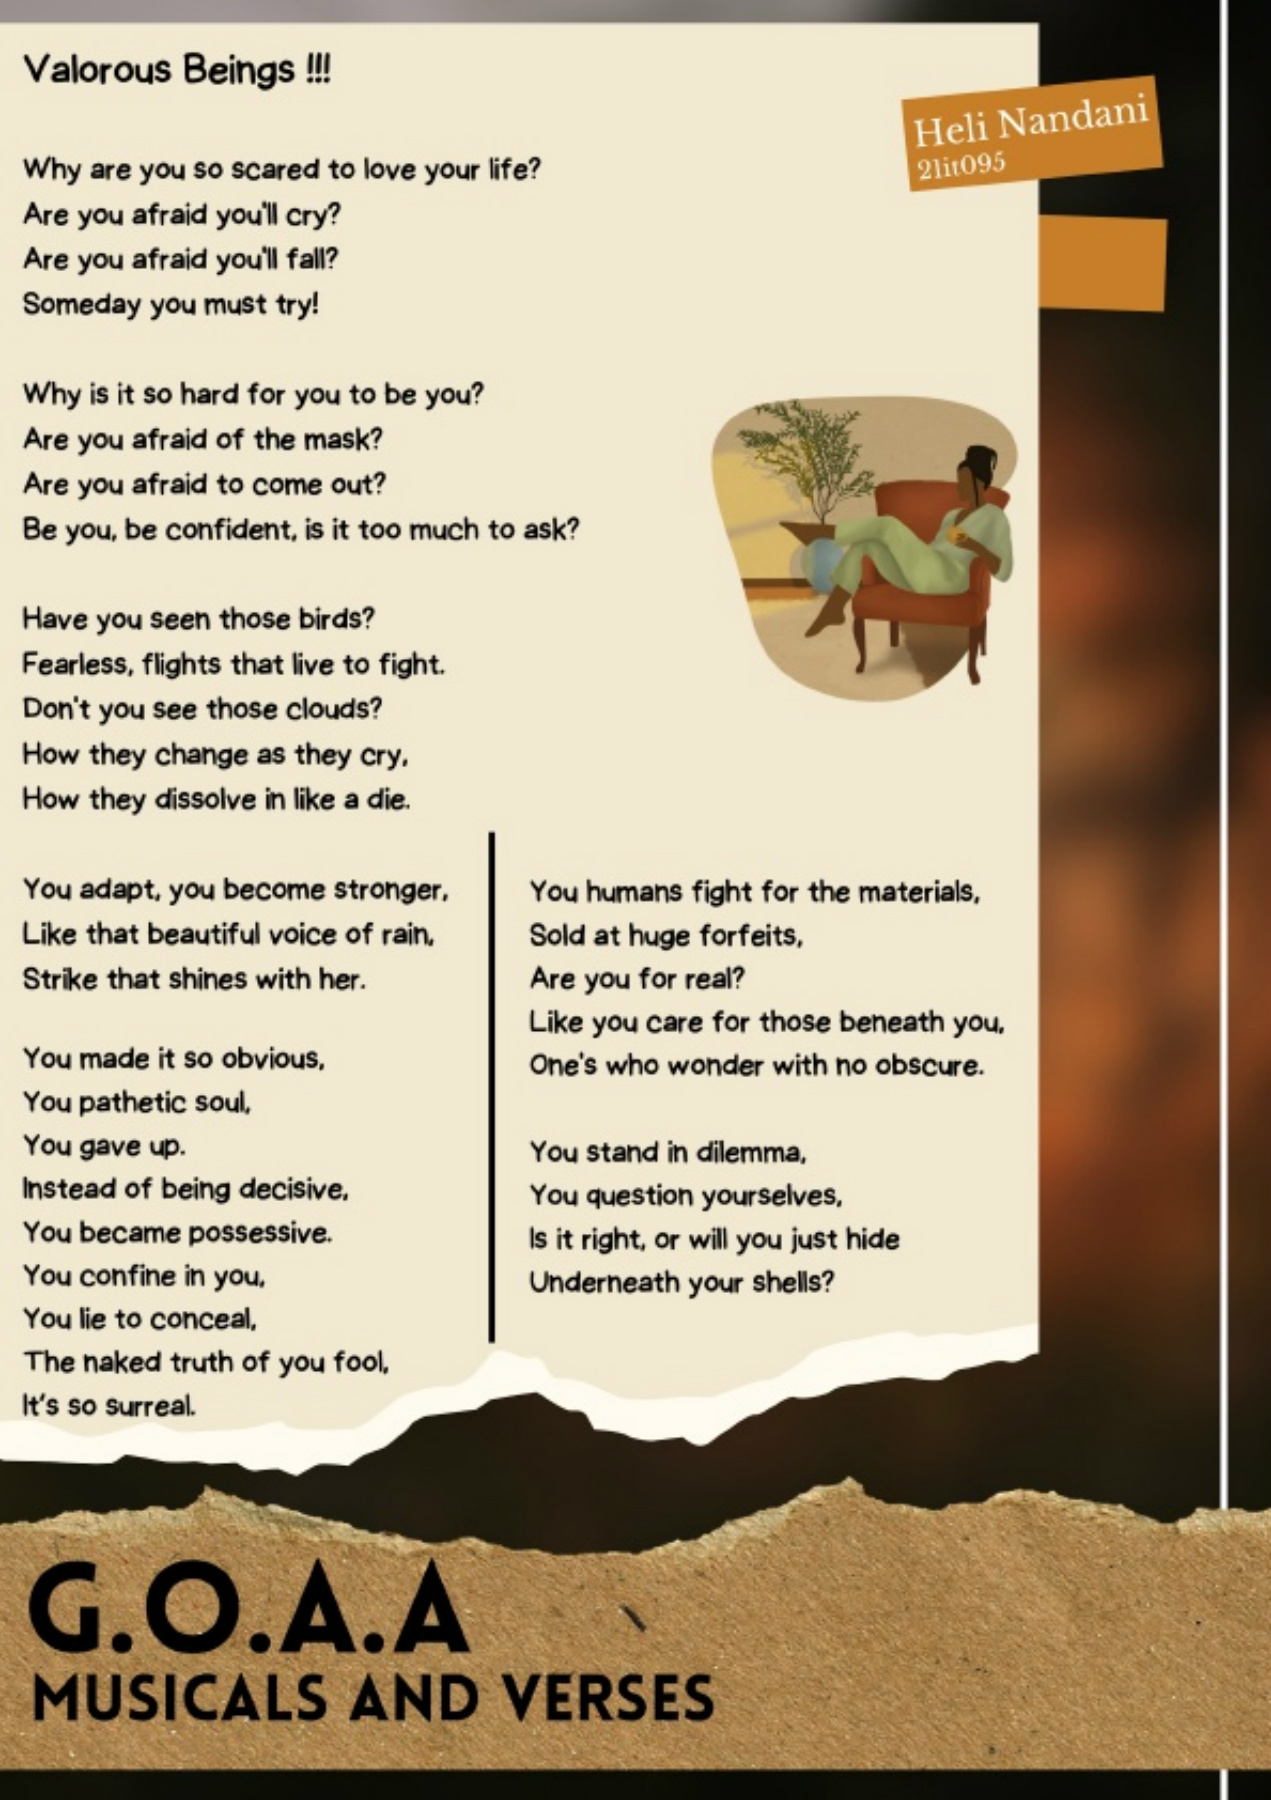 Valorous Beings !!!
Heli Nandani
21it095
Why are you so scared to love your life?
Are you afraid you'll cry?
Are you afraid you'll fall?
Someday you must try!
Why is it so hard for you to be you?
Are you afraid of the mask?
Are you afraid to come out?
Be you, be confident, is it too much to ask?
Have you seen those birds?
Fearless, flights that live to fight.
Don't you see those clouds?
How they change as they cry,
How they dissolve in like a die.
You adapt, you become stronger,
Like that beautiful voice of rain,
Strike that shines with her.
You made it so obvious,
You pathetic soul,
You gave up.
Instead of being decisive,
You became possessive.
You confine in you,
You lie to conceal,
The naked truth of you fool,
It's so surreal.
You humans fight for the materials,
Sold at huge forfeits,
Are you for real?
Like you care for those beneath you,
One's who wonder with no obscure.
You stand in dilemma,
You question yourselves,
Is it right, or will you just hide
Underneath your shells?
G.O.A.A
MUSICALS AND VERSES